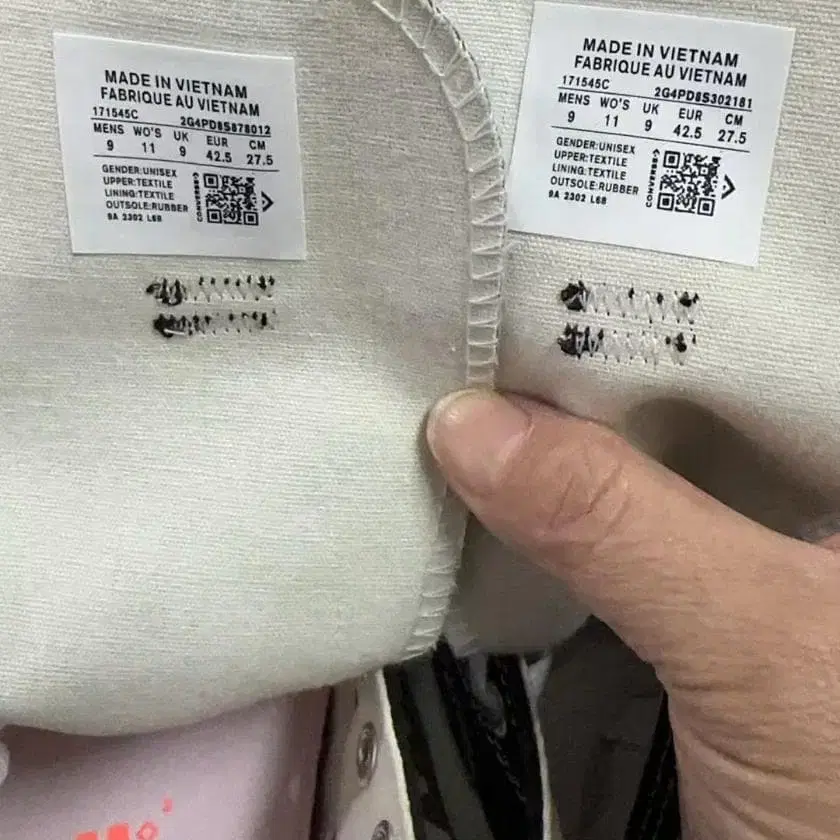 MADE IN VIETNAM
FABRIQUE AU VIETNAM
171545C 2G4PD8S878012
MENS WO'S UK EUR CM
9 11 9 42.5 27.5
GENDER:UNISEX
UPPER:TEXTILE
LINING:TEXTILE
OUTSOLE:RUBBER
9A 2302 L6B
CONVERSE
MADE IN VIETNAM
FABRIQUE AU VIETNAM
171545C 2G4PD8S302181
MENS WO'S UK EUR CM
9 11 9 42.5 27.5
GENDER:UNISEX
UPPER:TEXTILE
LINING:TEXTILE
OUTSOLE:RUBBER
9A 2302 L6B
CONVERSE